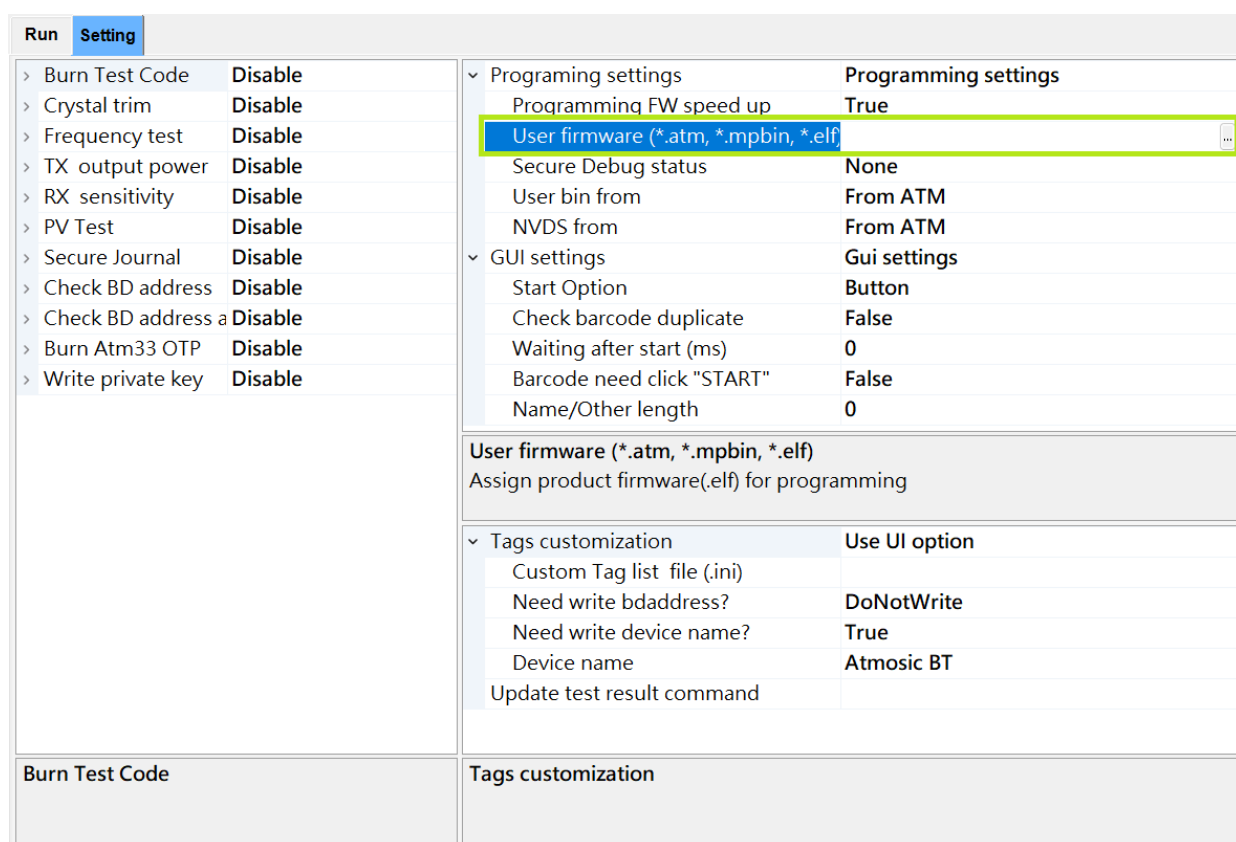 Run Setting
Burn Test Code Disable
Crystal trim Disable
Frequency test Disable
TX output power Disable
RX sensitivity Disable
PV Test Disable
Secure Journal Disable
Check BD address Disable
Check BD address a Disable
Burn Atm33 OTP Disable
Write private key Disable
Burn Test Code
Programing settings Programming settings
Programming FW speed up True
User firmware (*.atm, *.mpbin, *.elf) ...
Secure Debug status None
User bin from From ATM
NVDS from From ATM
GUI settings Gui settings
Start Option Button
Check barcode duplicate False
Waiting after start (ms) 0
Barcode need click "START" False
Name/Other length 0
User firmware (*.atm, *.mpbin, *.elf)
Assign product firmware(.elf) for programming
Tags customization Use UI option
Custom Tag list file (.ini)
Need write bdaddress? DoNotWrite
Need write device name? True
Device name Atmosic BT
Update test result command
Tags customization